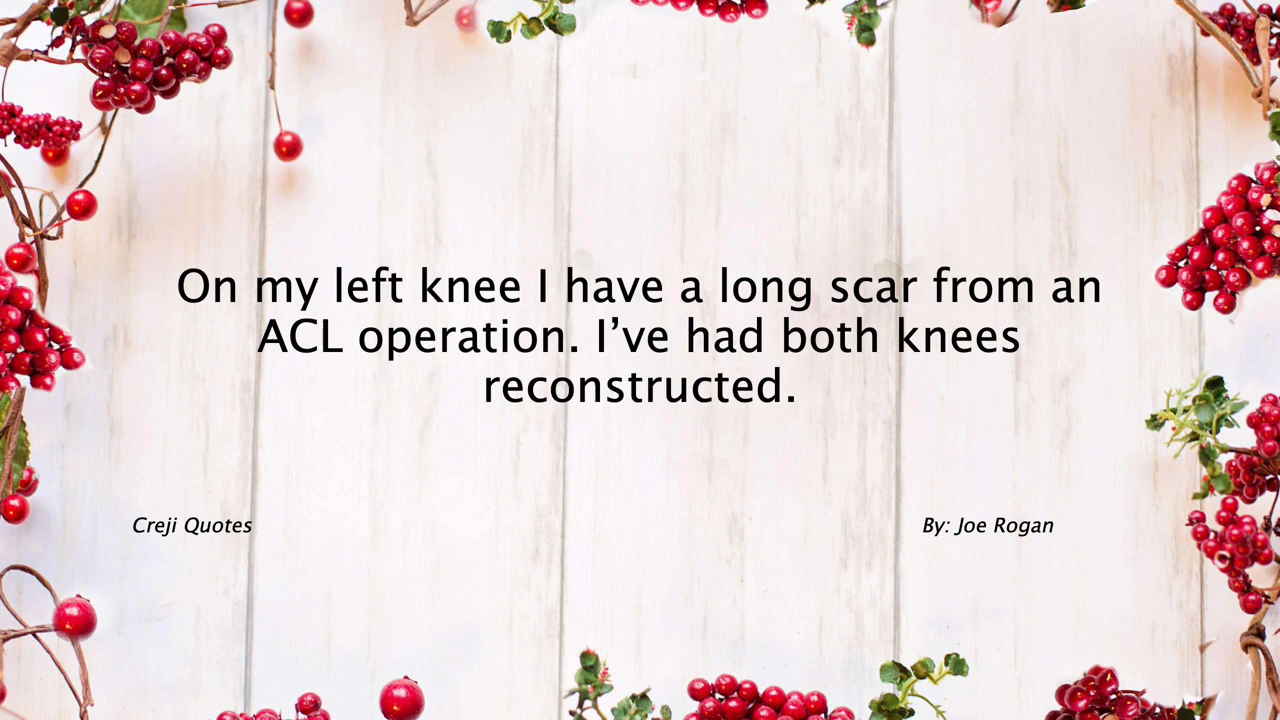 On my left knee I have a long scar from an
ACL operation. I’ve had both knees
reconstructed.
Creji Quotes
By: Joe Rogan